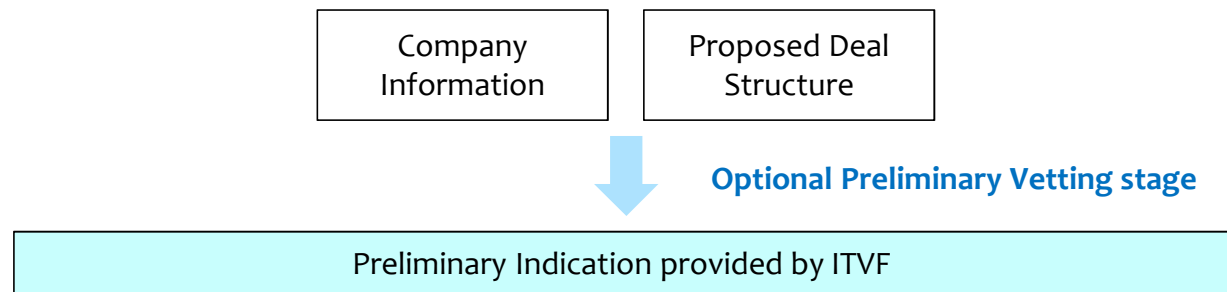 Company
Information
Proposed Deal
Structure
Optional Preliminary Vetting stage
Preliminary Indication provided by ITVF